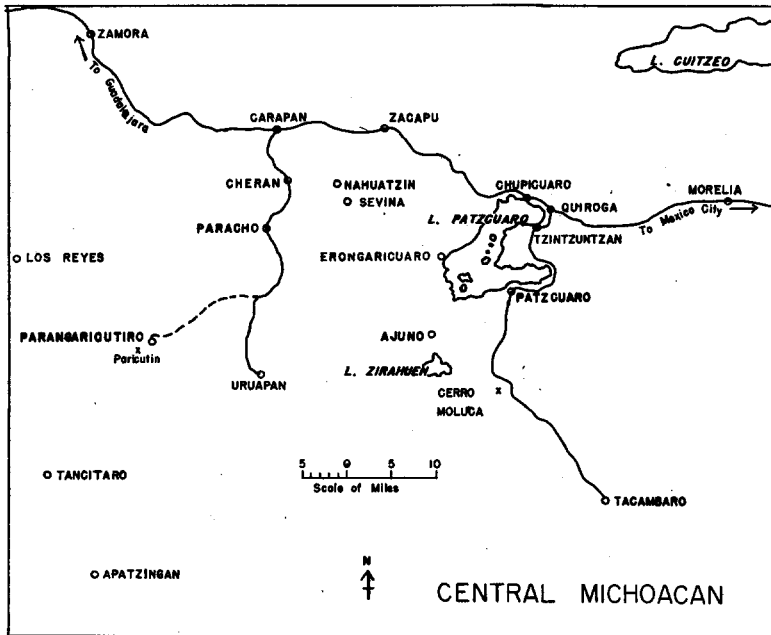 ZAMORA
L. CUITZEO
To Guadalajara
CARAPAN
ZACAPU
CHERAN
NAHUATZIN
CHUPICUARO
MORELIA
SEVINA
QUIROGA
L. PATZCUARO
PARACHO
TZINTZUNTZAN
To Mexico City
LOS REYES
ERONGARICUARO
PATZCUARO
PARANGARICUTIRO
AJUNO
Paricutin
L. ZIRAHUEN
URUAPAN
CERRO
MOLUCA
5 0 5 10
Scale of Miles
TANCITARO
TACAMBARO
N
APATZINGAN
CENTRAL MICHOACAN